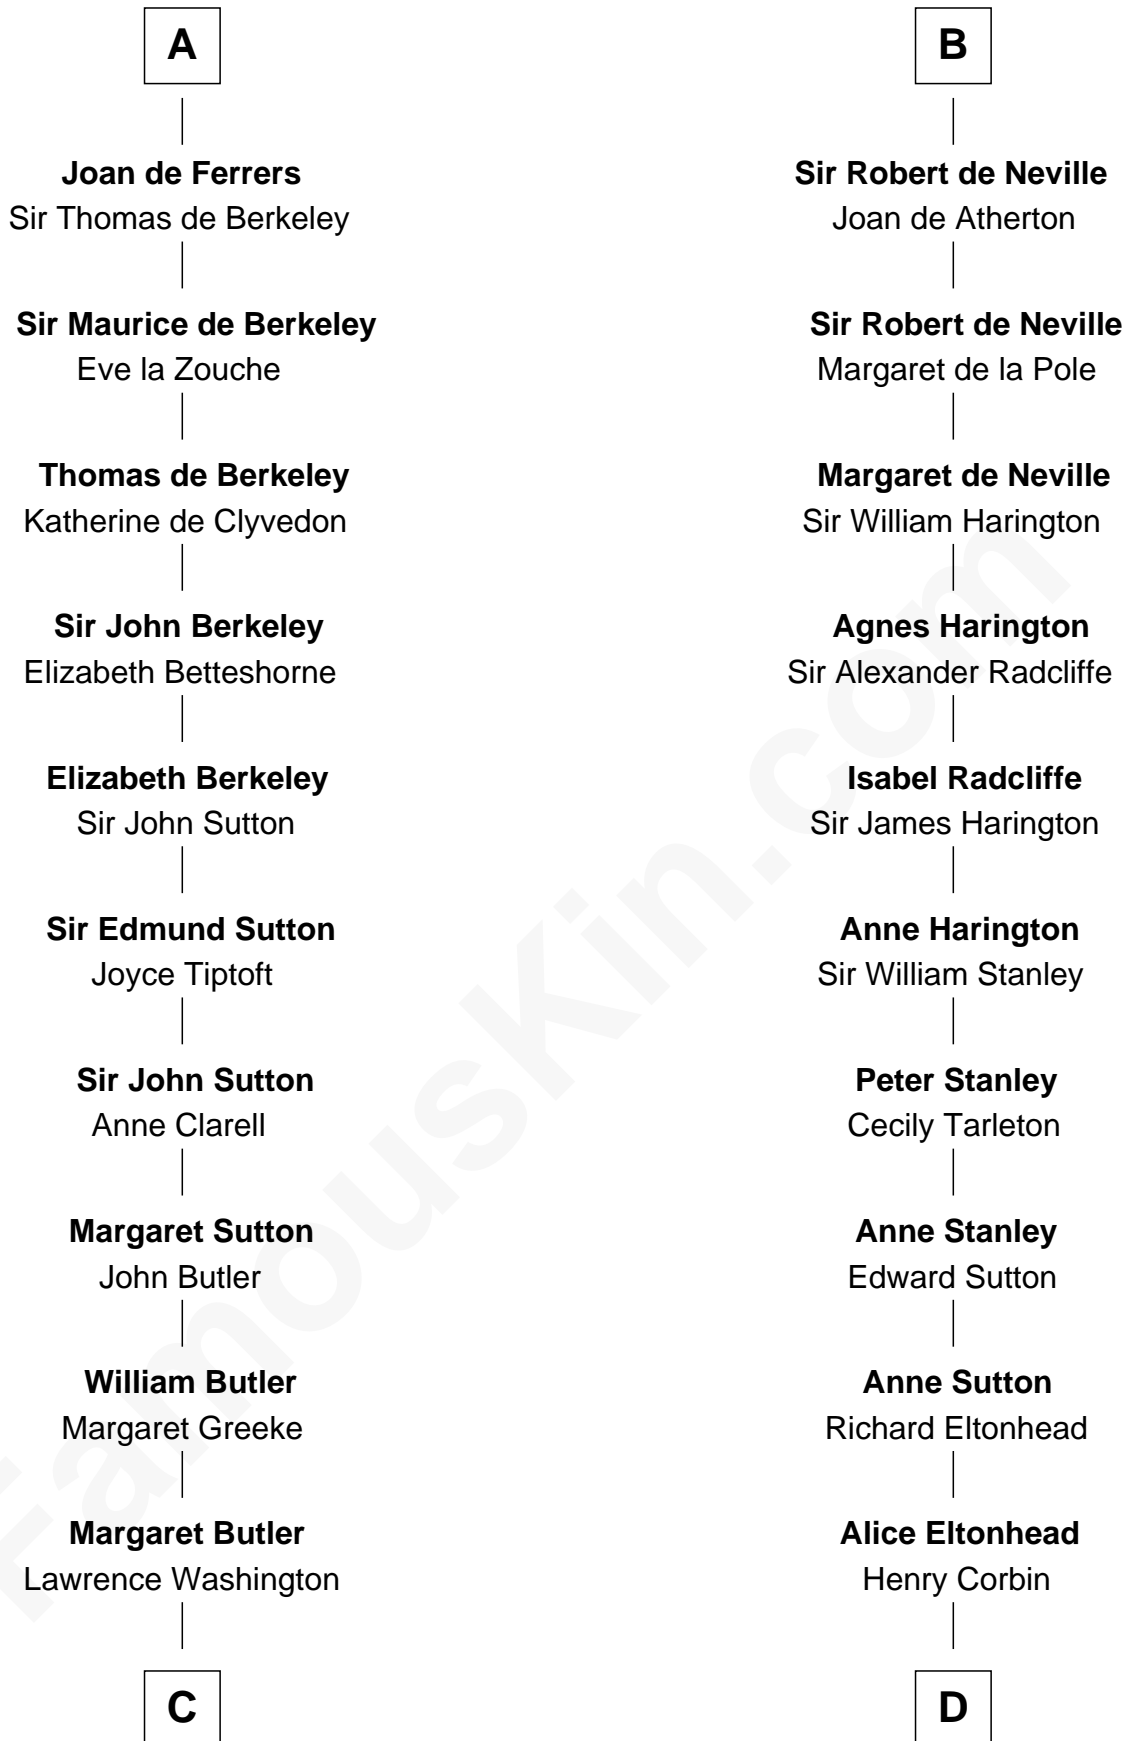 A
Joan de Ferrers
Sir Thomas de Berkeley
Sir Maurice de Berkeley
Eve la Zouche
Thomas de Berkeley
Katherine de Clyvedon
Sir John Berkeley
Elizabeth Betteshorne
Elizabeth Berkeley
Sir John Sutton
Sir Edmund Sutton
Joyce Tiptoft
Sir John Sutton
Anne Clarell
Margaret Sutton
John Butler
William Butler
Margaret Greeke
Margaret Butler
Lawrence Washington
C
B
Sir Robert de Neville
Joan de Atherton
Sir Robert de Neville
Margaret de la Pole
Margaret de Neville
Sir William Harington
Agnes Harington
Sir Alexander Radcliffe
Isabel Radcliffe
Sir James Harington
Anne Harington
Sir William Stanley
Peter Stanley
Cecily Tarleton
Anne Stanley
Edward Sutton
Anne Sutton
Richard Eltonhead
Alice Eltonhead
Henry Corbin
D
FamousKin.com